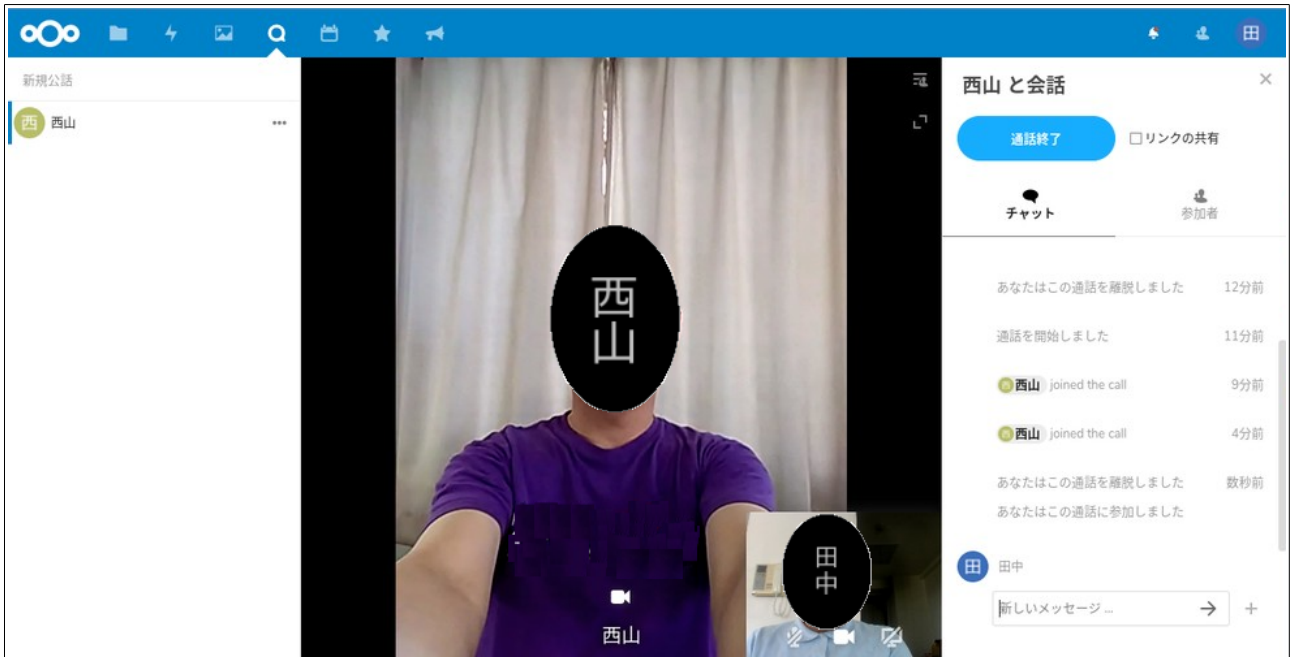 田
新規公話
西 西山 •••
西山
西山
田中
西山 と会話
通話終了
リンクの共有
チャット
参加者
あなたはこの通話を離脱しました 12分前
通話を開始しました 11分前
西 西山 joined the call 9分前
西 西山 joined the call 4分前
あなたはこの通話を離脱しました 数秒前
あなたはこの通話に参加しました
田 田中
新しいメッセージ ...